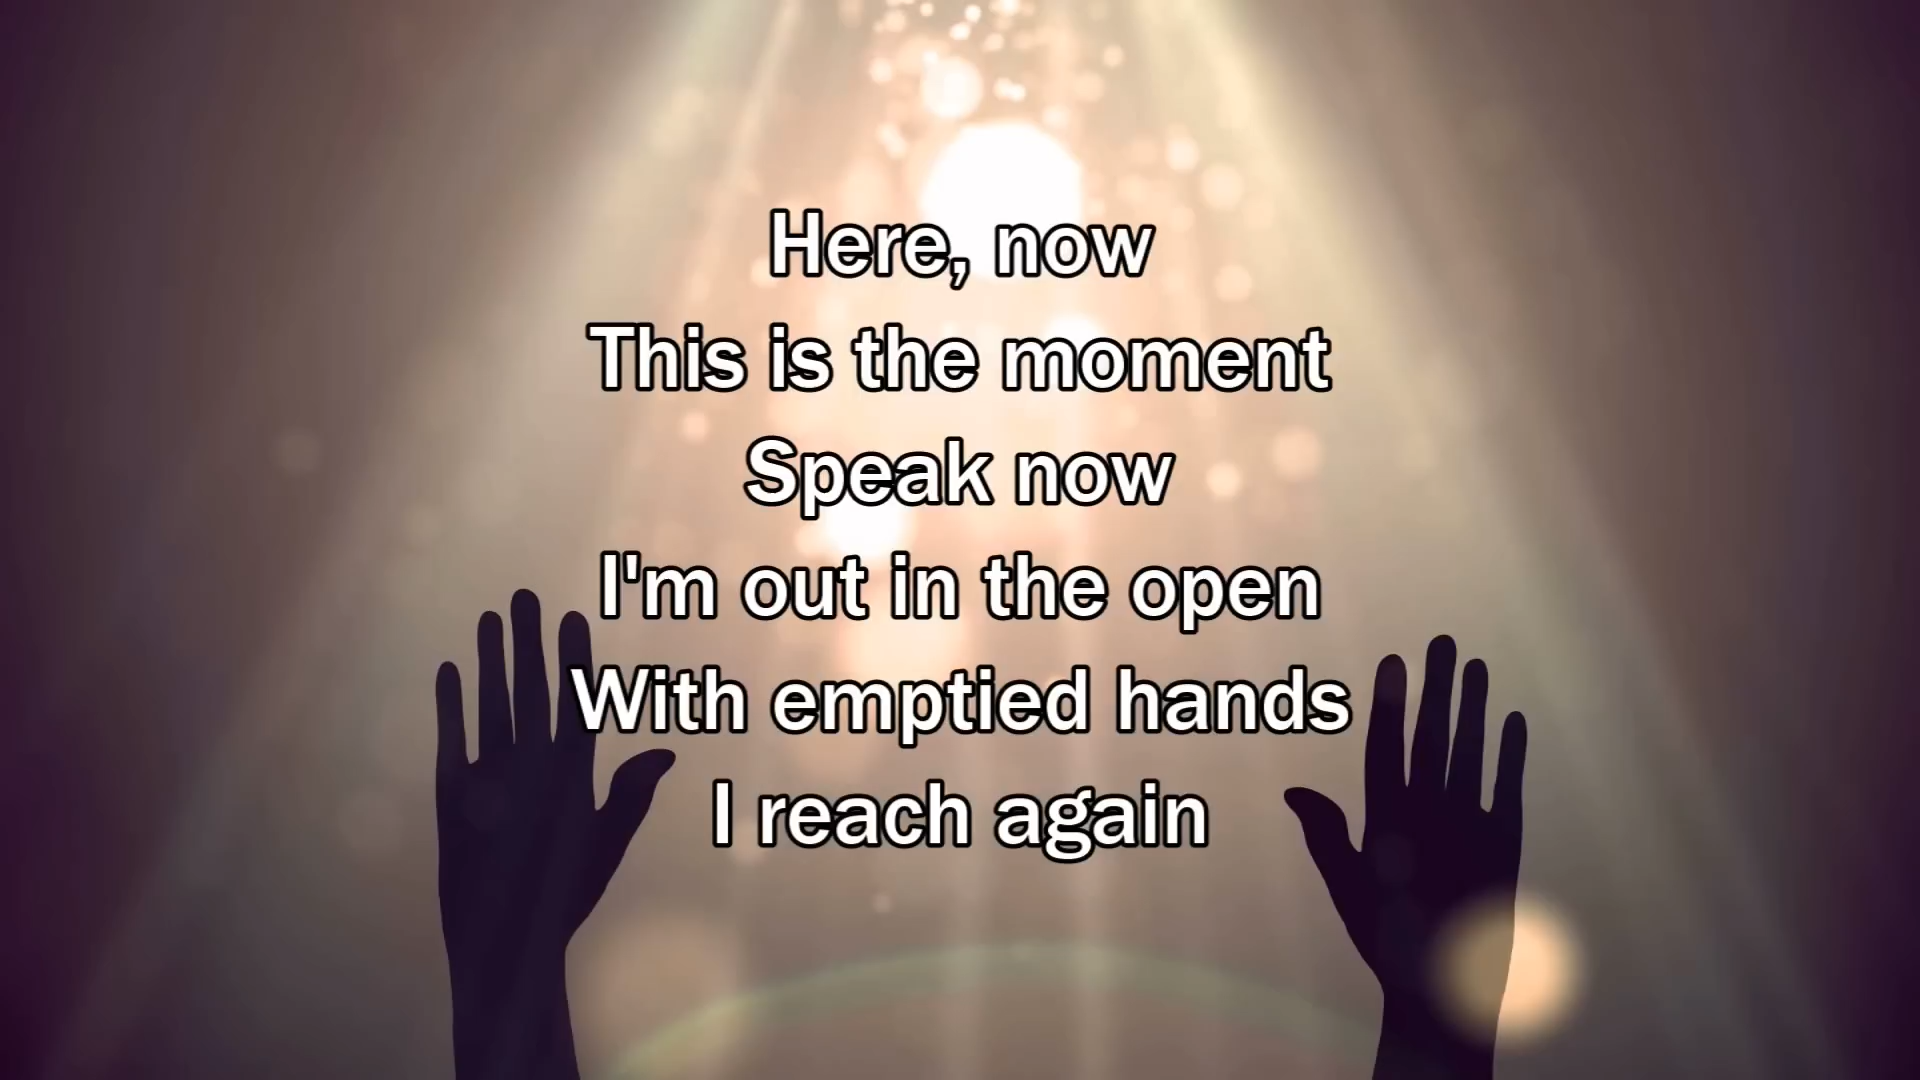 Here, now
This is the moment
Speak now
I'm out in the open
With emptied hands
I reach again